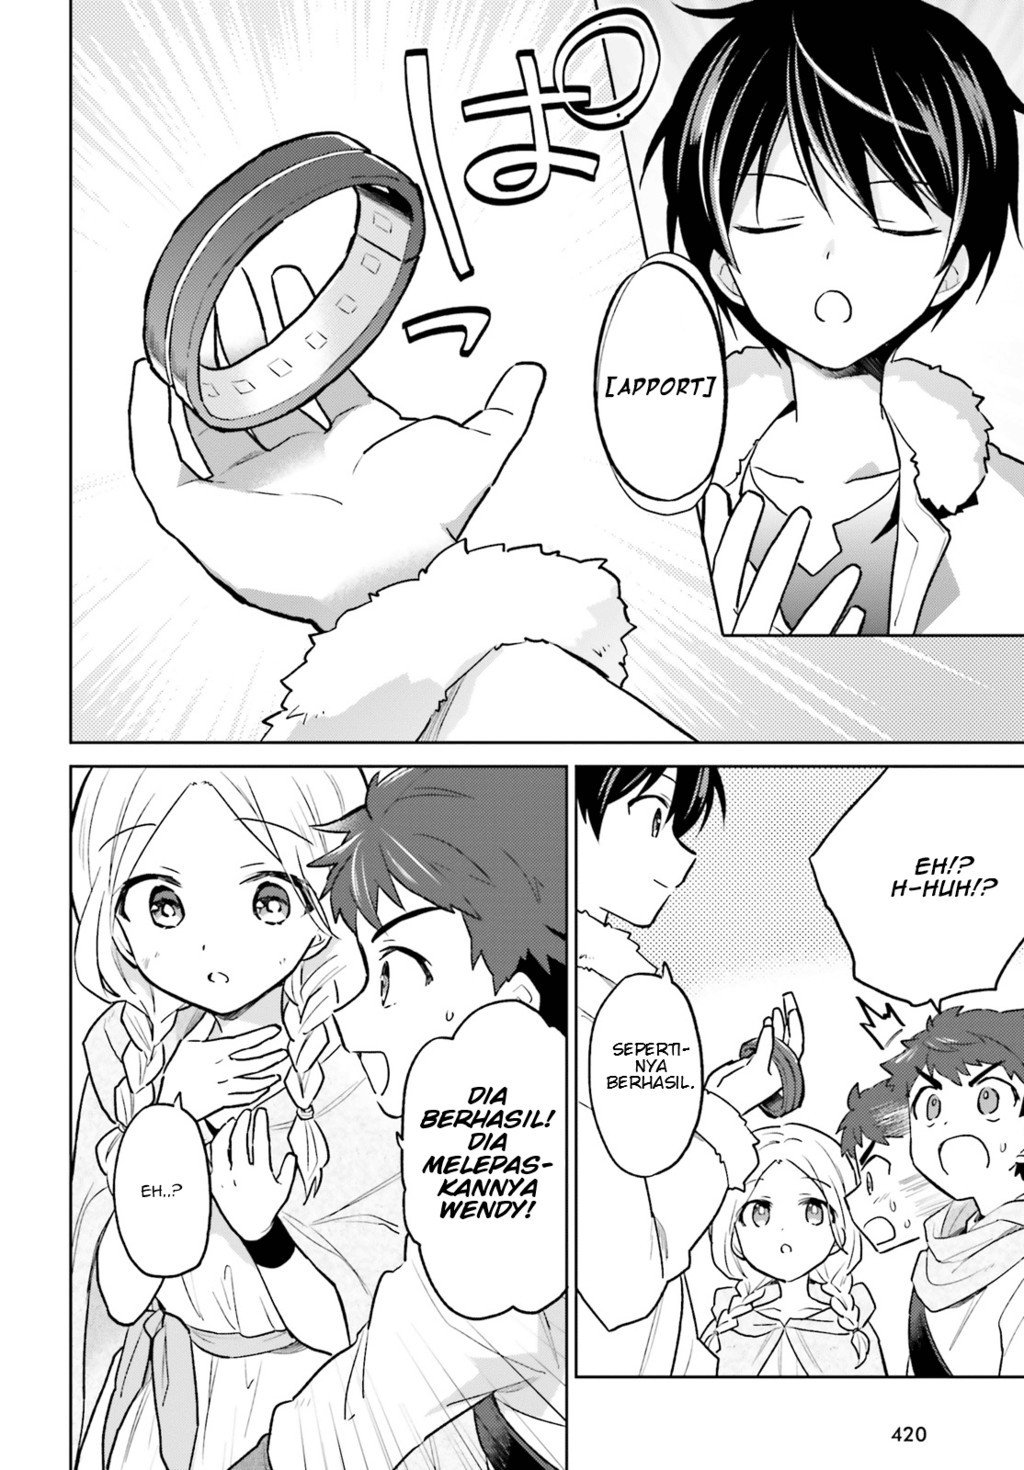 [APPORT]
ぱっ
EH!?
H-HUH!?
SEPERTI-
NYA
BERHASIL.
DIA
BERHASIL!
DIA
MELEPAS-
KANNYA
WENDY!
EH..?
420